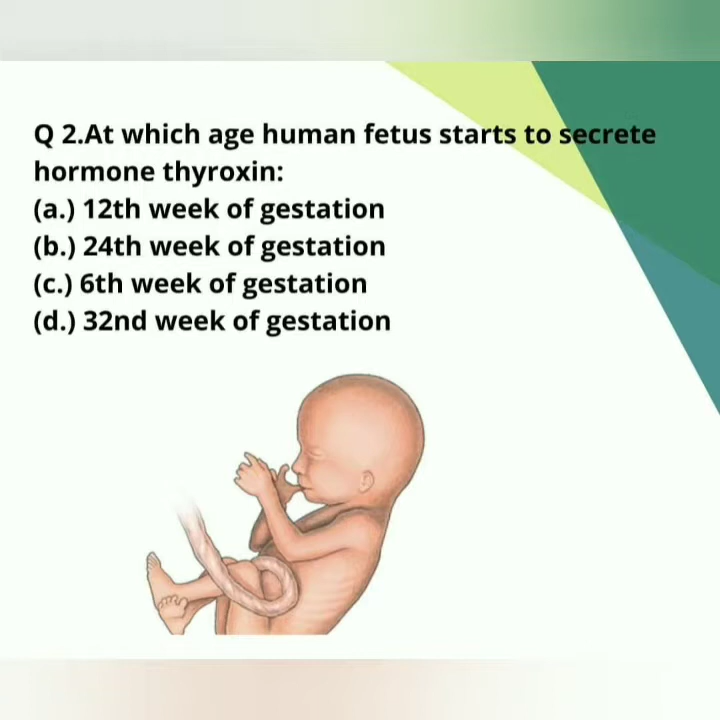 Q 2.At which age human fetus starts to secrete
hormone thyroxin:
(a.) 12th week of gestation
(b.) 24th week of gestation
(c.) 6th week of gestation
(d.) 32nd week of gestation